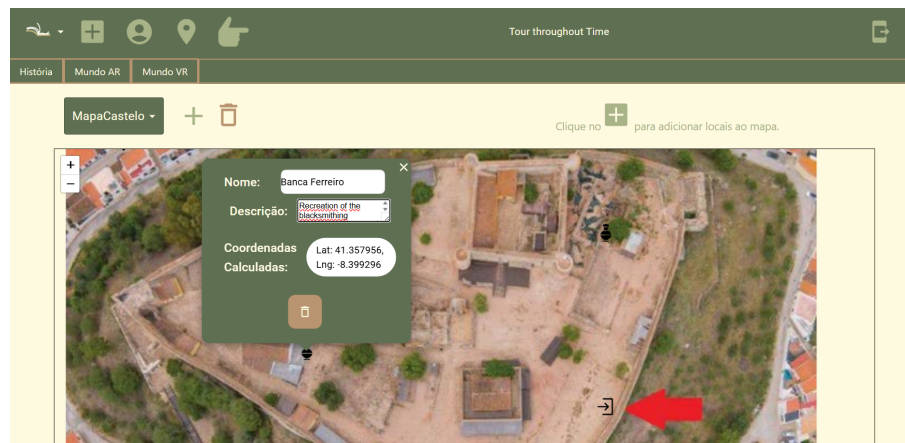 Tour throughout Time
História
Mundo AR
Mundo VR
MapaCastelo
Clique no
para adicionar locais ao mapa.
+
−
×
Nome:
Banca Ferreiro
Descrição:
Recreation of the
blacksmithing
Coordenadas
Calculadas:
Lat: 41.357956,
Lng: -8.399296